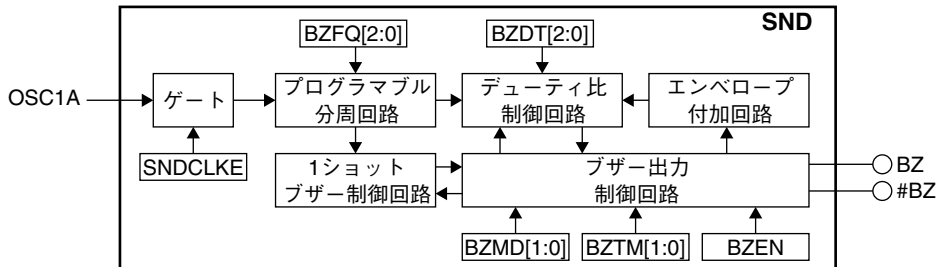 SND
BZFQ[2:0]
BZDT[2:0]
OSC1A
ゲート
プログラマブル
分周回路
デューティ比
制御回路
エンベロープ
付加回路
SNDCLKE
1ショット
ブザー制御回路
ブザー出力
制御回路
BZ
#BZ
BZMD[1:0]
BZTM[1:0]
BZEN